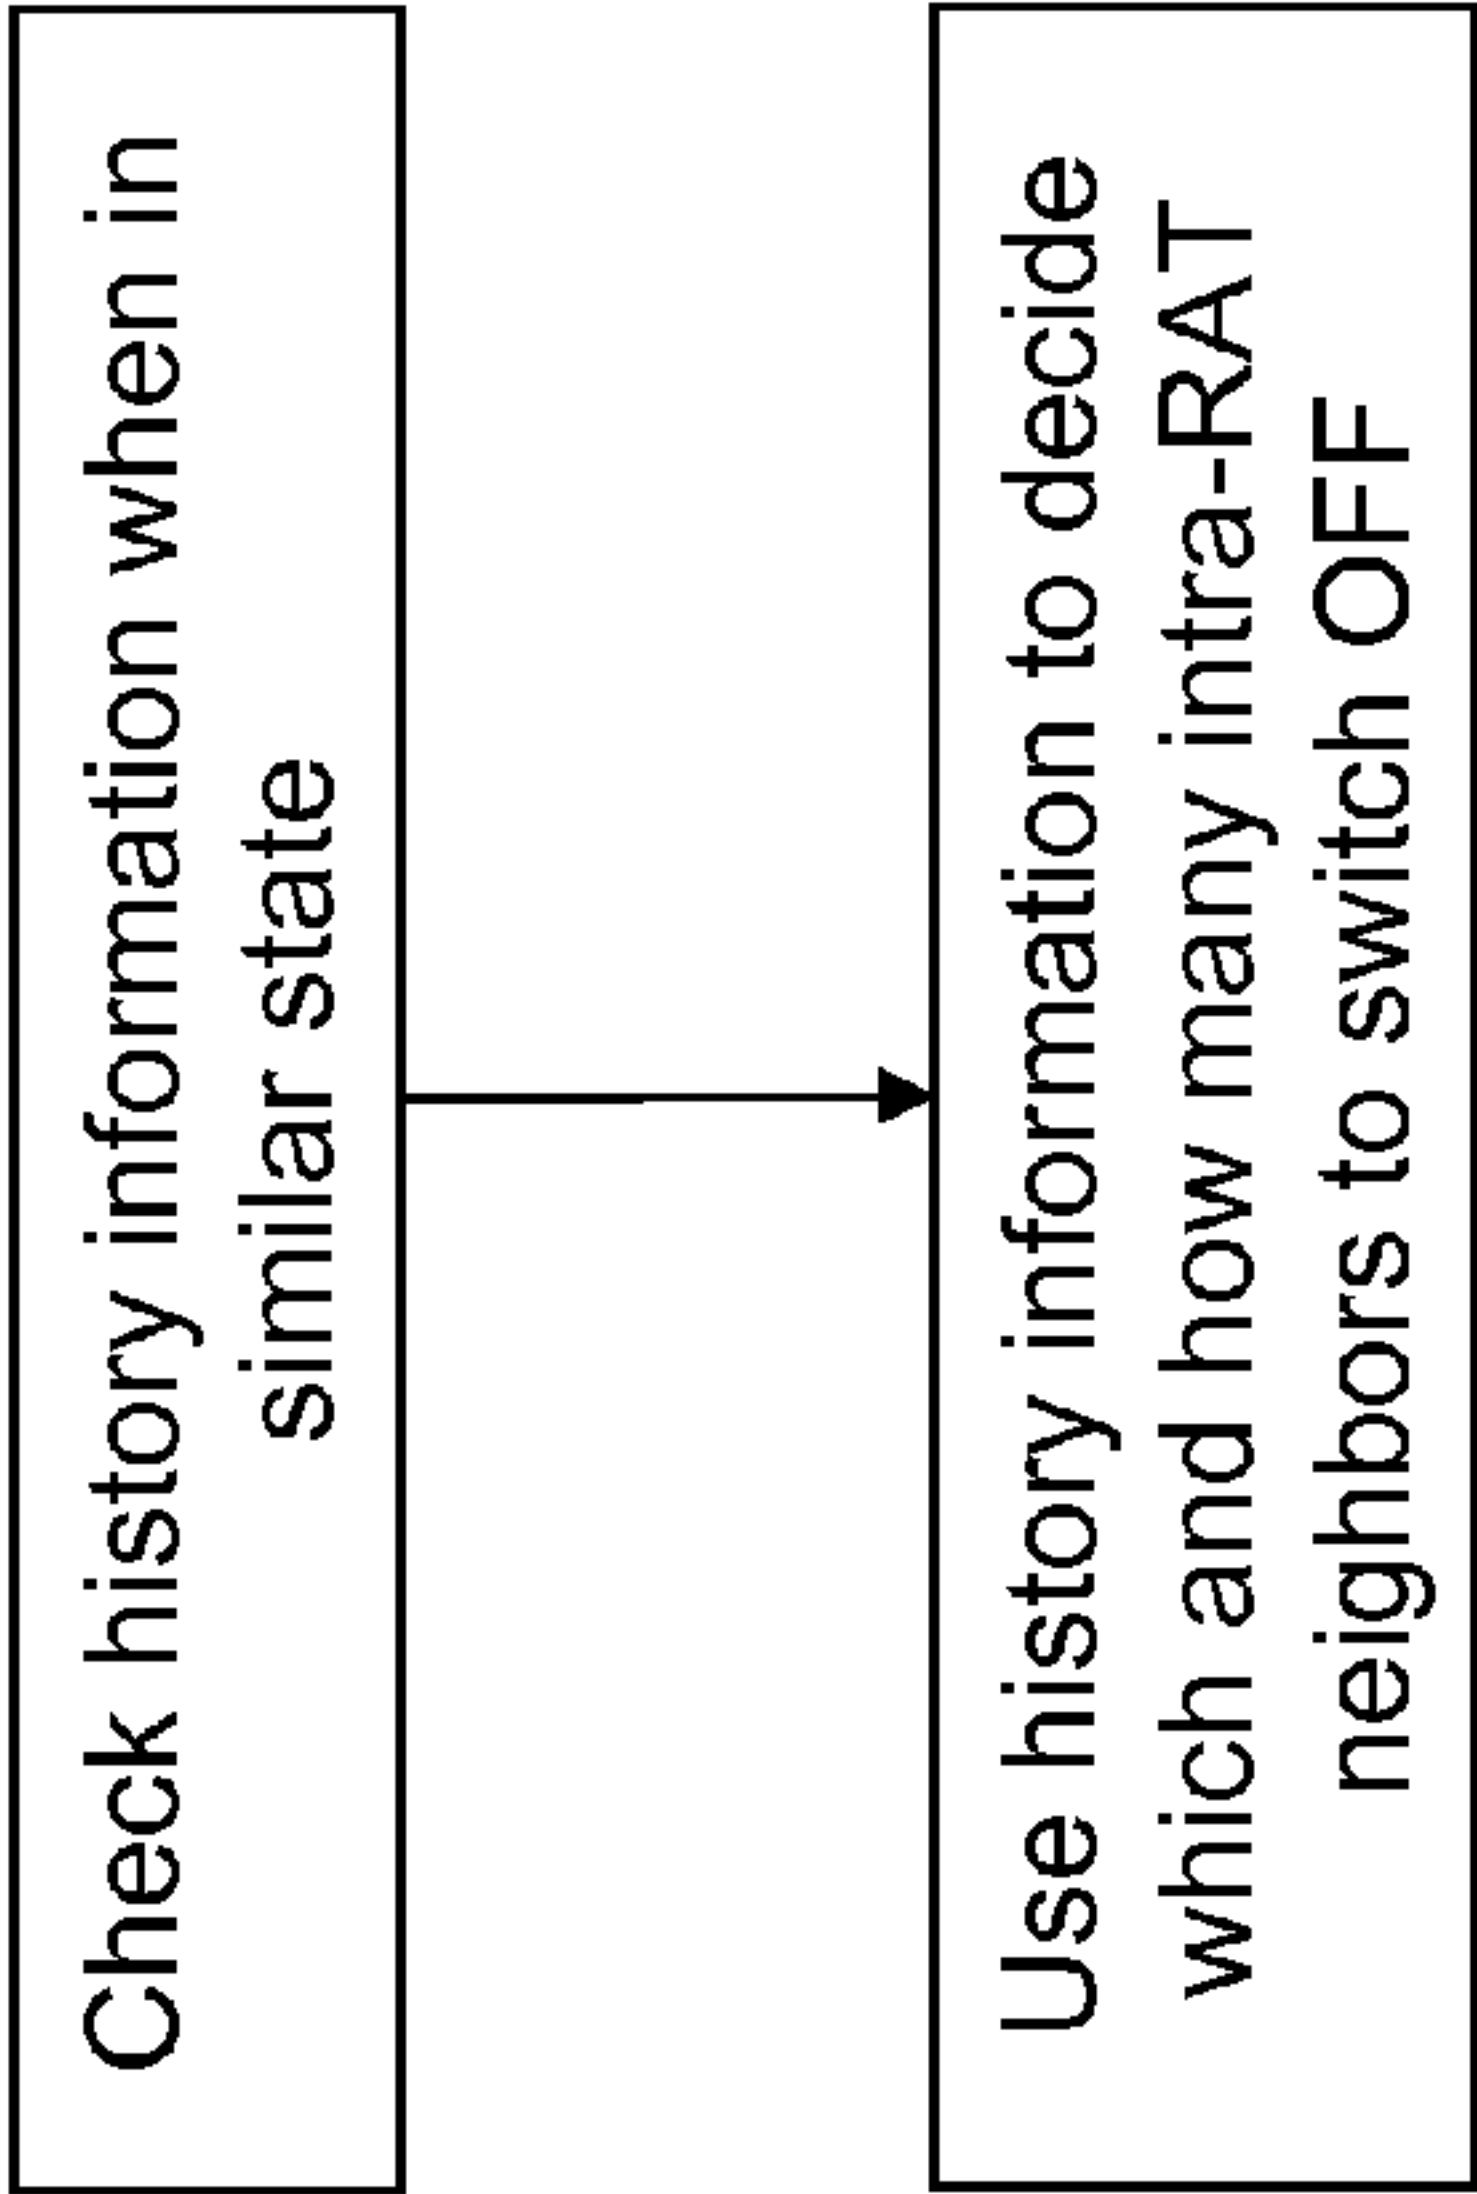 Check history information when in
similar state
Use history information to decide
which and how many intra-RAT
neighbors to switch OFF